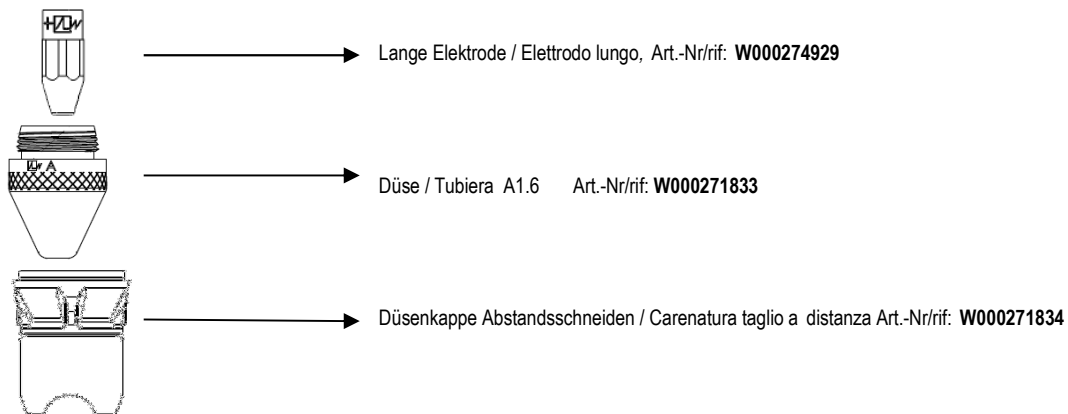 Lange Elektrode / Elettrodo lungo, Art.-Nr/rif: W000274929
A
Düse / Tubiera A1.6 Art.-Nr/rif: W000271833
Düsenkappe Abstandsschneiden / Carenatura taglio a distanza Art.-Nr/rif: W000271834